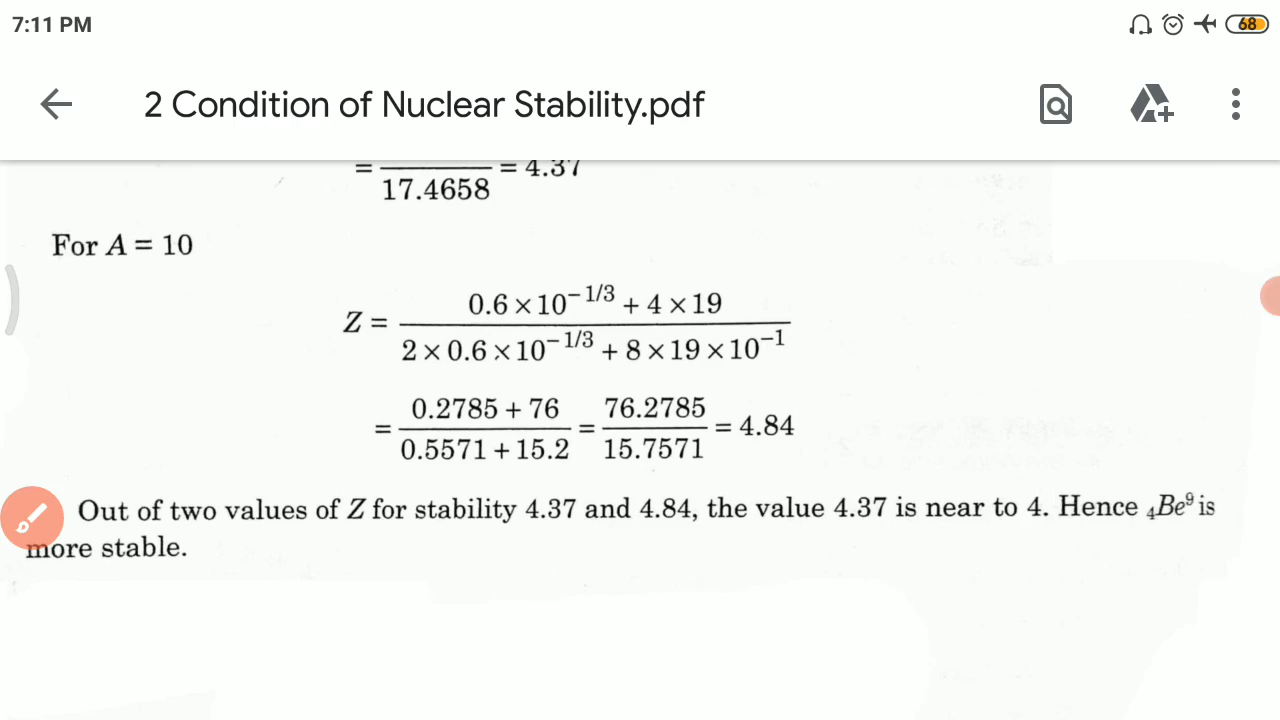 7:11 PM
68
2 Condition of Nuclear Stability.pdf
= / 17.4658 = 4.37
For A = 10
Z = 0.6 × 10^{-1/3} + 4 × 19 / 2 × 0.6 × 10^{-1/3} + 8 × 19 × 10^{-1}
= 0.2785 + 76 / 0.5571 + 15.2 = 76.2785 / 15.7571 = 4.84
Out of two values of Z for stability 4.37 and 4.84, the value 4.37 is near to 4. Hence ₄Be⁹ is
more stable.